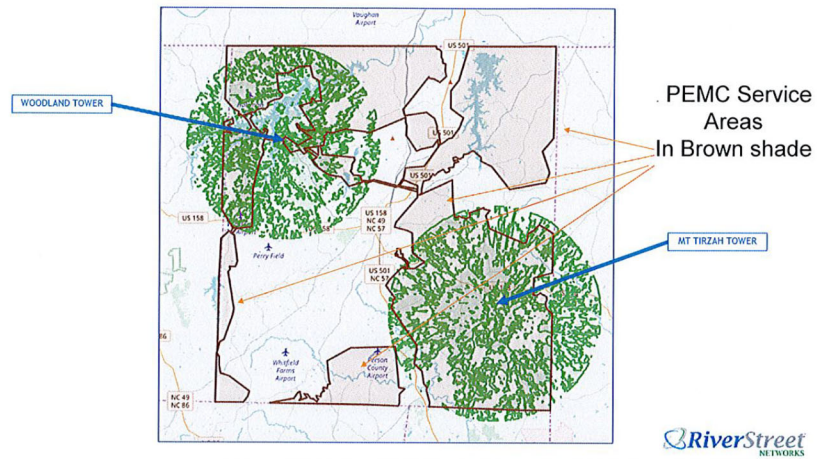 Vaughan
Airport
US 501
WOODLAND TOWER
. PEMC Service
Areas
In Brown shade
US 501
US 501
US 158
US 158
NC 49
NC 57
58
Perry Field
MT TIRZAH TOWER
US 501
NC 57
Whitfield
Farms
Airport
Person
County
Airport
86
NC 49
NC 86
RiverStreet
NETWORKS